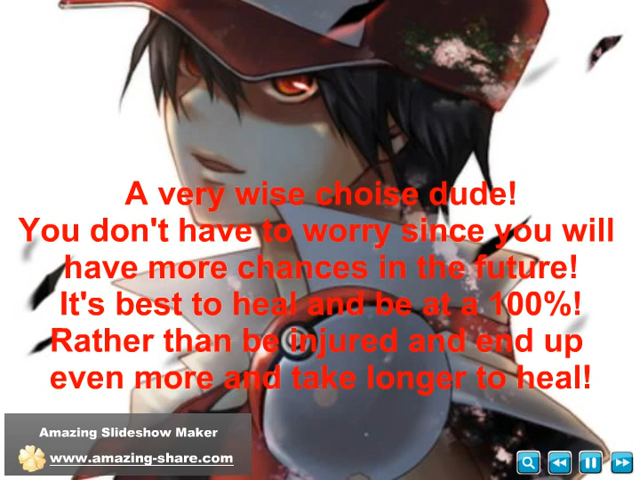 A very wise choise dude!
You don't have to worry since you will
have more chances in the future!
It's best to heal and be at a 100%!
Rather than be injured and end up
even more and take longer to heal!
Amazing Slideshow Maker
www.amazing-share.com